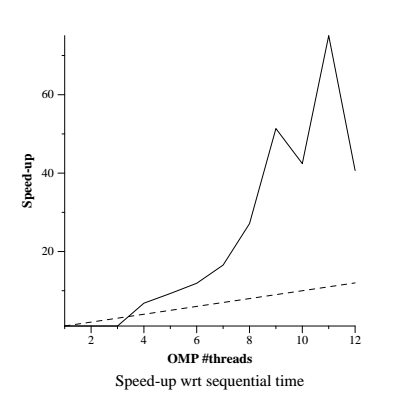 60
40
20
Speed-up
2 4 6 8 10 12
OMP #threads
Speed-up wrt sequential time